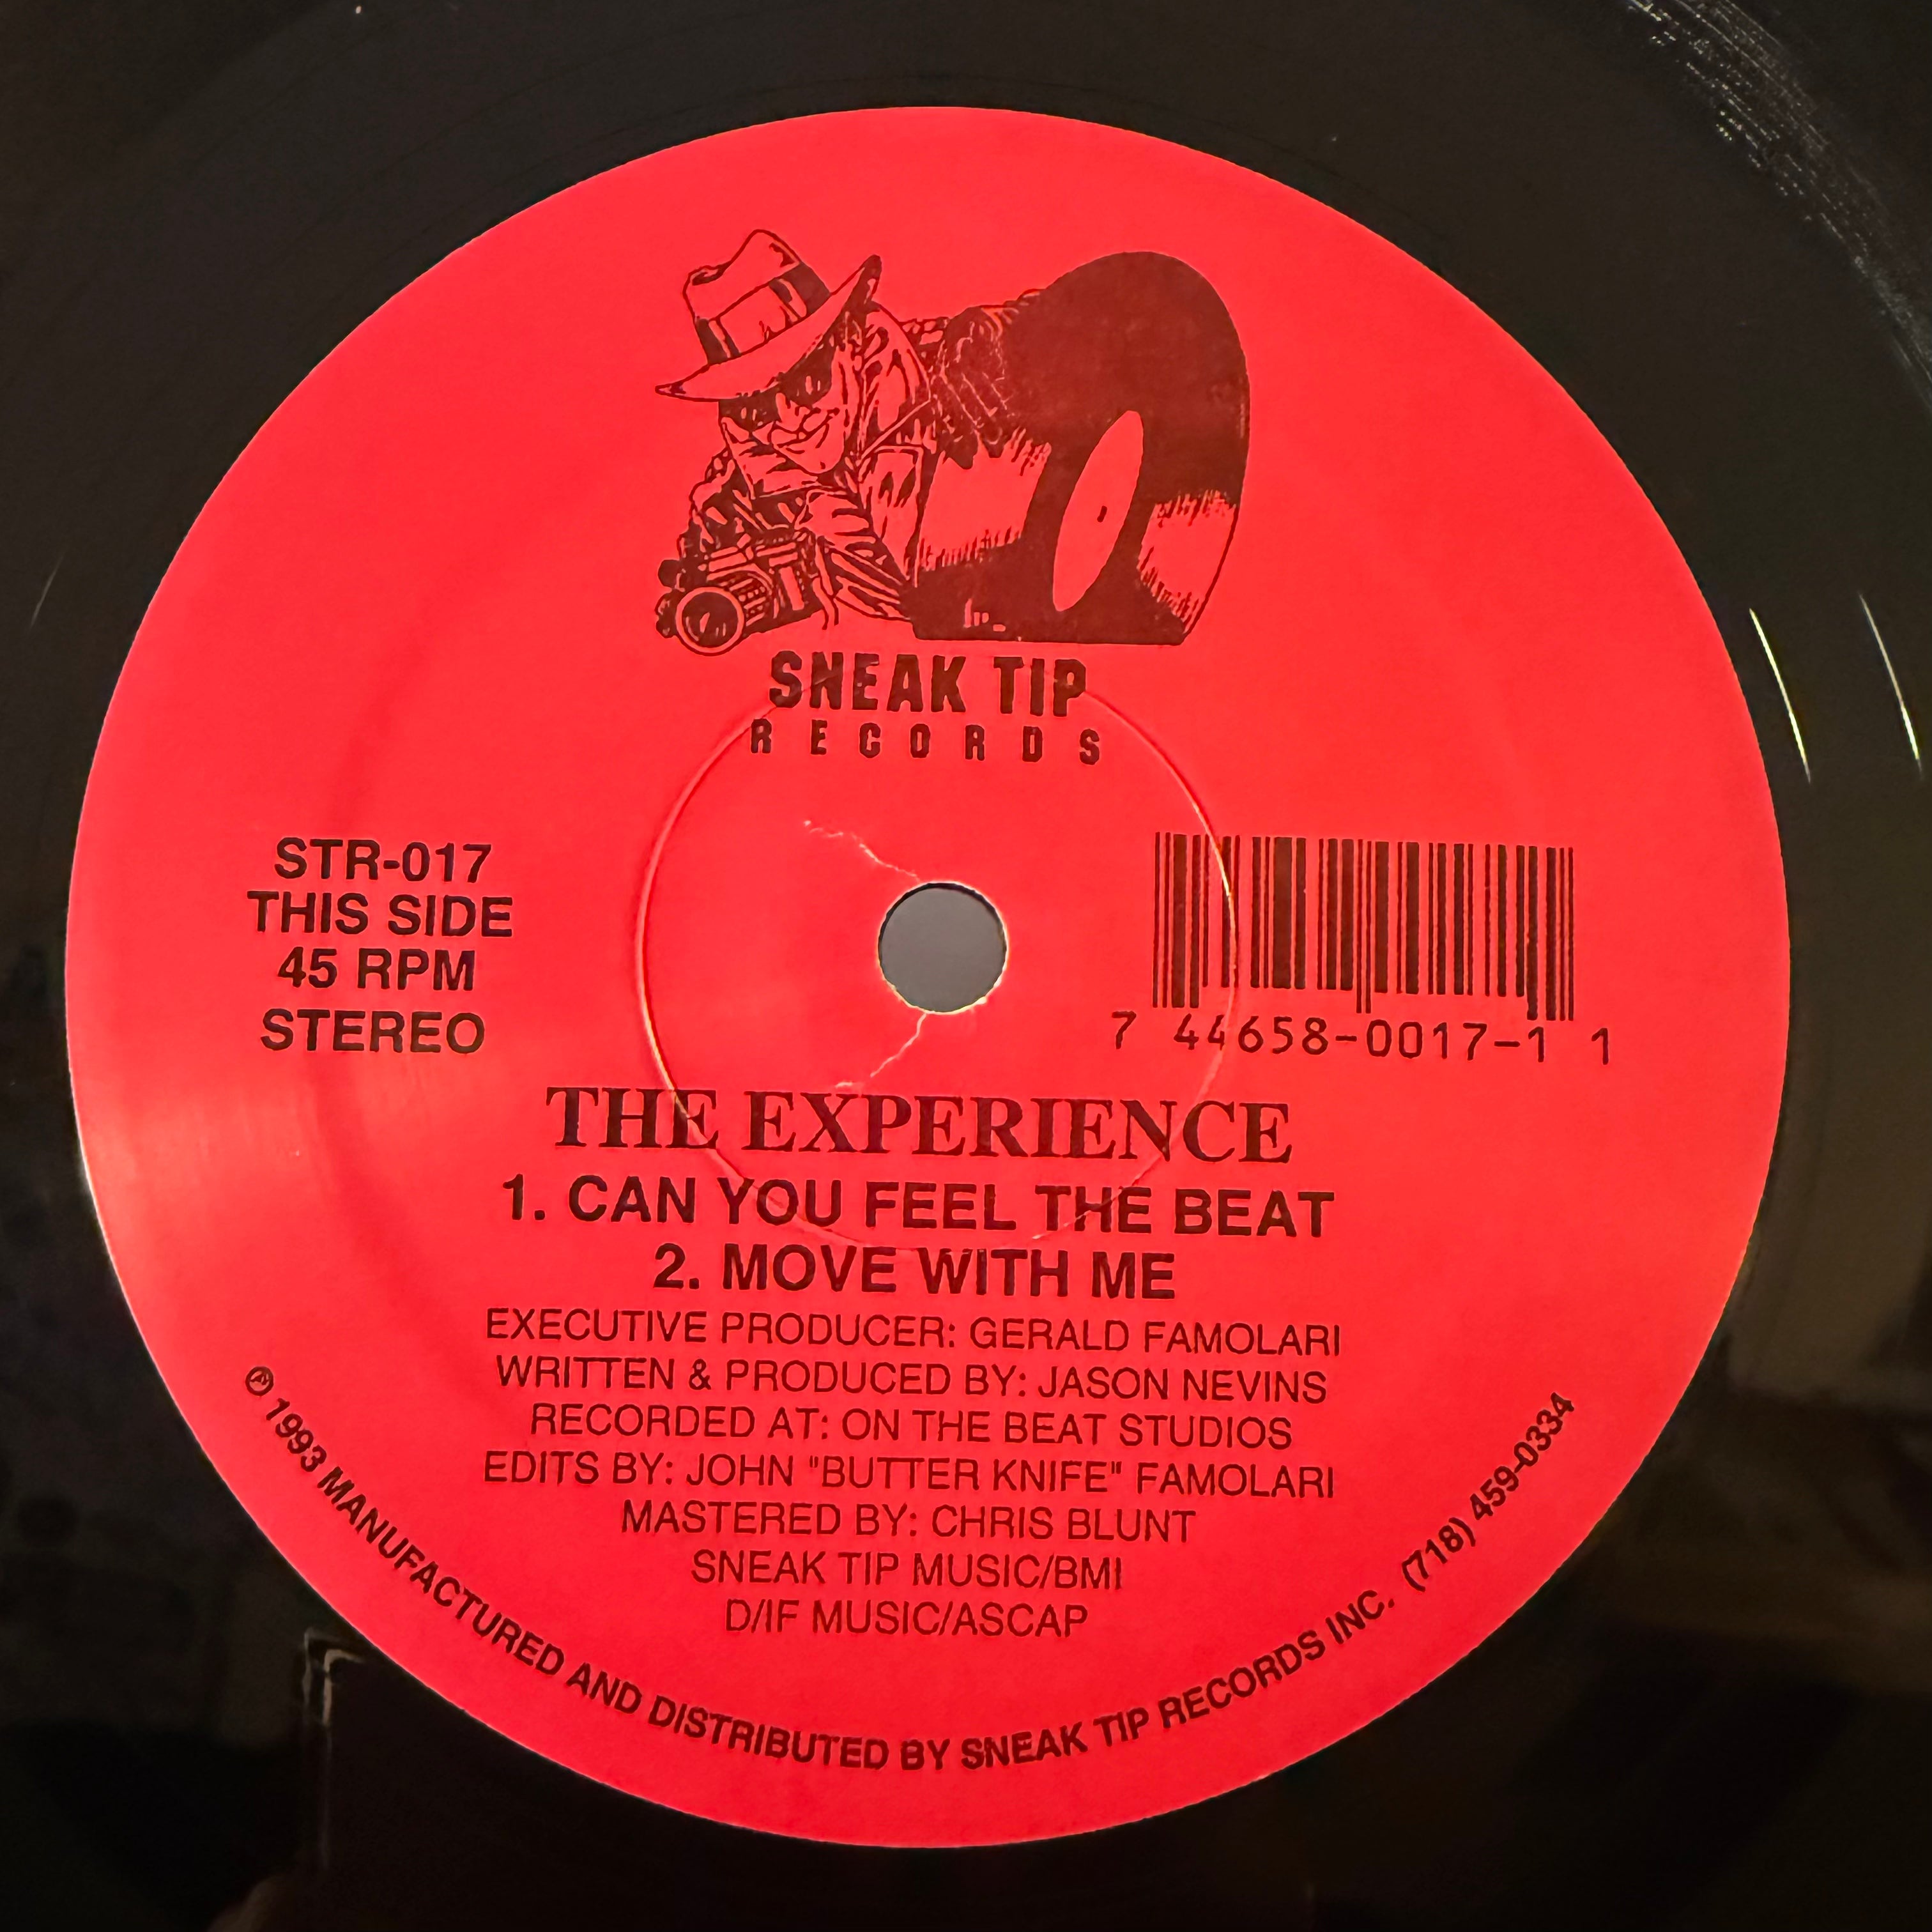 SNEAK TIP
RECORDS
STR-017
THIS SIDE
45 RPM
STEREO
7 44658-0017-1 1
THE EXPERIENCE
1. CAN YOU FEEL THE BEAT
2. MOVE WITH ME
EXECUTIVE PRODUCER: GERALD FAMOLARI
WRITTEN & PRODUCED BY: JASON NEVINS
RECORDED AT: ON THE BEAT STUDIOS
EDITS BY: JOHN "BUTTER KNIFE" FAMOLARI
MASTERED BY: CHRIS BLUNT
SNEAK TIP MUSIC/BMI
D/IF MUSIC/ASCAP
℗ 1993 MANUFACTURED AND DISTRIBUTED BY SNEAK TIP RECORDS INC. (718) 459-0334